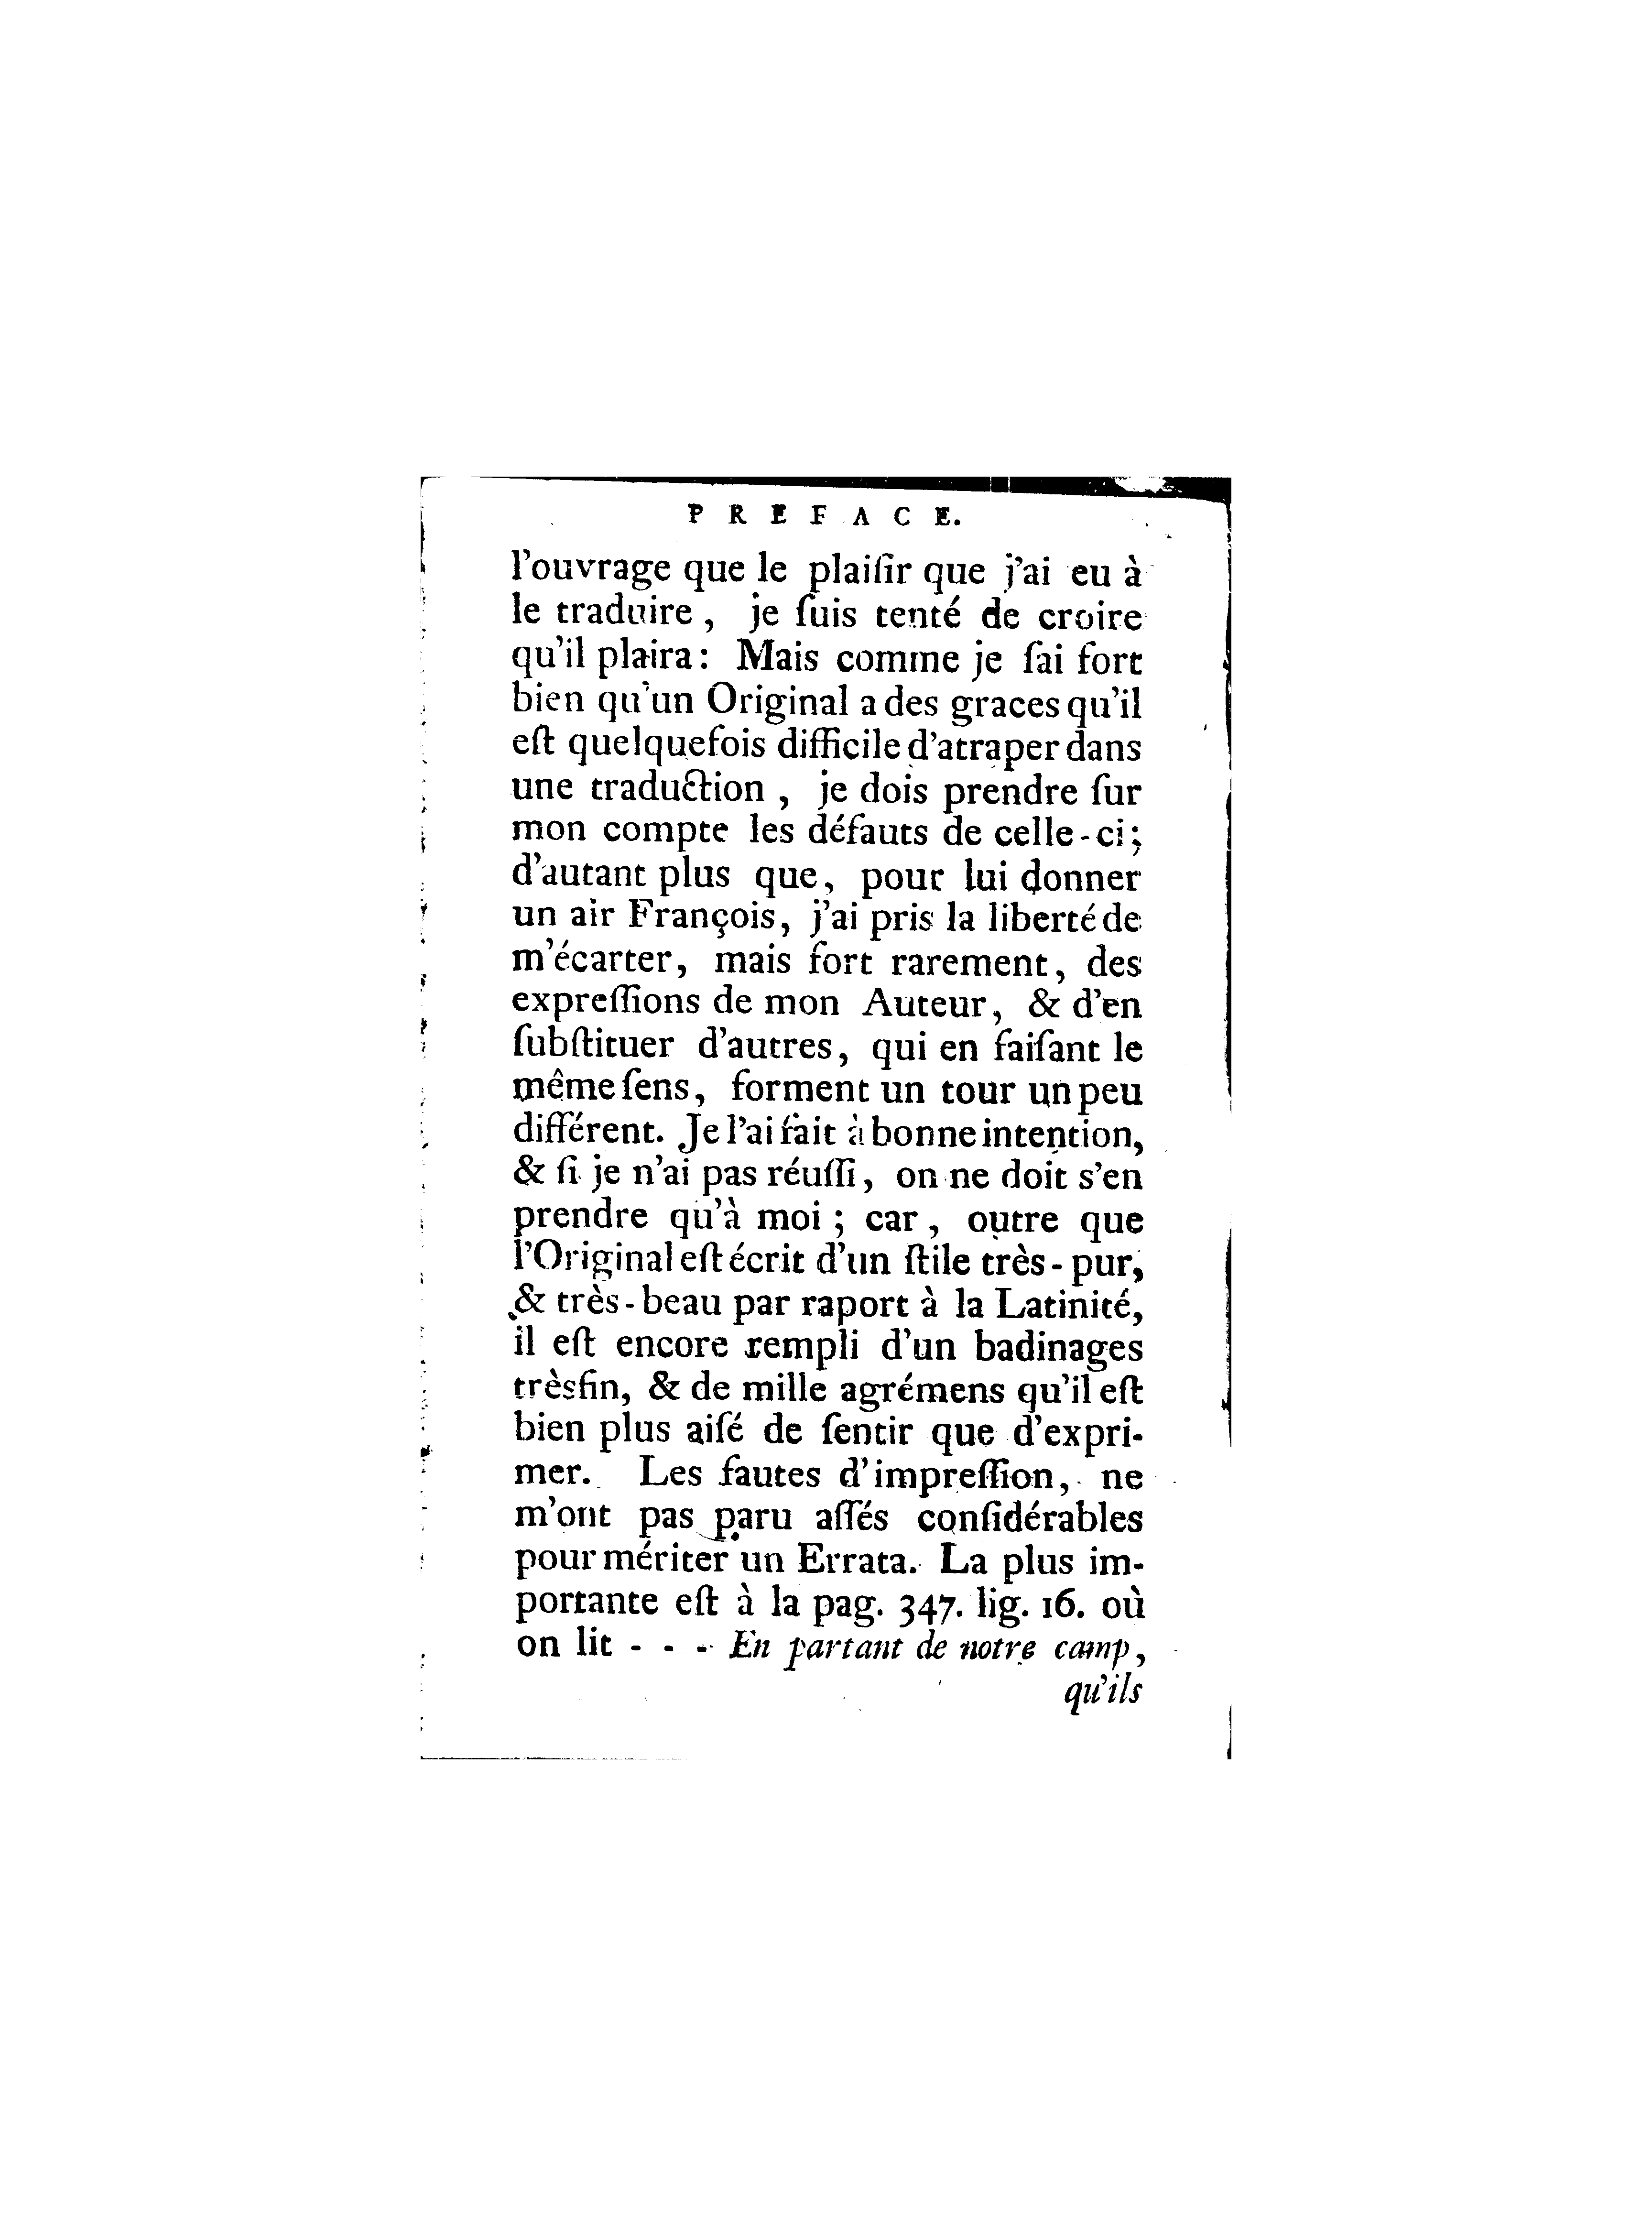 PREFACE.
l'ouvrage que le plaiſir que j'ai eu à
le traduire, je ſuis tenté de croire
qu'il plaira: Mais comme je ſai fort
bien qu'un Original a des graces qu'il
eſt quelquefois difficile d'atraper dans
une traduction, je dois prendre ſur
mon compte les défauts de celle-ci;
d'autant plus que, pour lui donner
un air François, j'ai pris la liberté de
m'écarter, mais fort rarement, des
expreſſions de mon Auteur, & d'en
ſubſtituer d'autres, qui en faiſant le
même ſens, forment un tour un peu
différent. Je l'ai fait à bonne intention,
& ſi je n'ai pas réuſſi, on ne doit s'en
prendre qu'à moi; car, outre que
l'Original eſt écrit d'un ſtile très-pur,
& très-beau par raport à la Latinité,
il eſt encore rempli d'un badinages
trèsfin, & de mille agrémens qu'il eſt
bien plus aiſé de ſentir que d'expri-
mer. Les fautes d'impreſſion, ne
m'ont pas paru aſſés conſidérables
pour mériter un Errata. La plus im-
portante eſt à la pag. 347. lig. 16. où
on lit - - - En partant de notre camp,
qu'ils